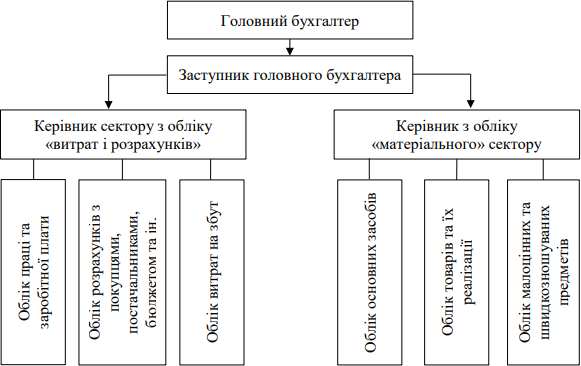 Головний бухгалтер
Заступник головного бухгалтера
Керівник сектору з обліку
«витрат і розрахунків»
Керівник з обліку
«матеріального» сектору
Облік праці та
заробітної плати
Облік розрахунків з
покупцями,
постачальниками,
бюджетом та ін.
Облік витрат на збут
Облік основних засобів
Облік товарів та їх
реалізації
Облік малоцінних та
швидкозношуваних
предметів